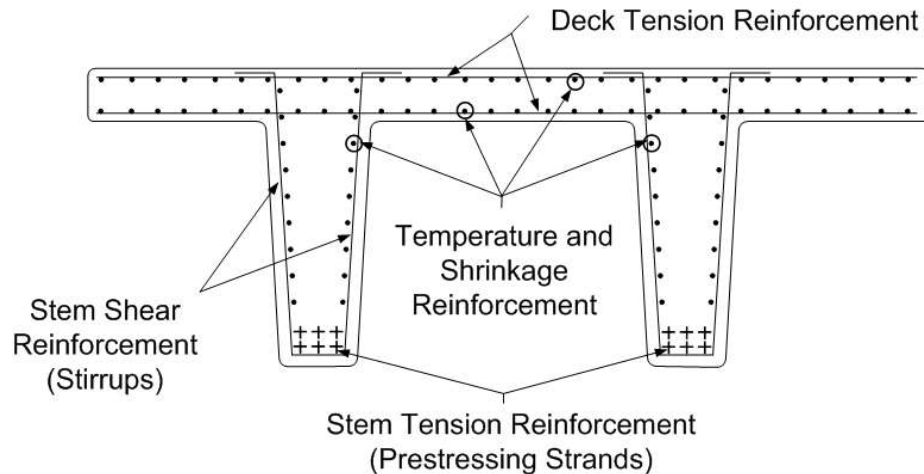 Deck Tension Reinforcement
Temperature and
Shrinkage
Reinforcement
Stem Shear
Reinforcement
(Stirrups)
Stem Tension Reinforcement
(Prestressing Strands)